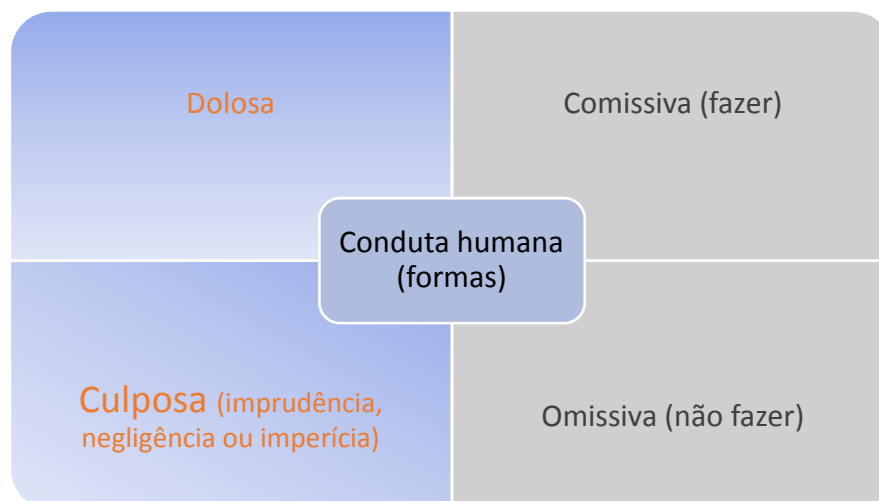 Dolosa
Comissiva (fazer)
Conduta humana
(formas)
Culposa (imprudência,
negligência ou imperícia)
Omissiva (não fazer)